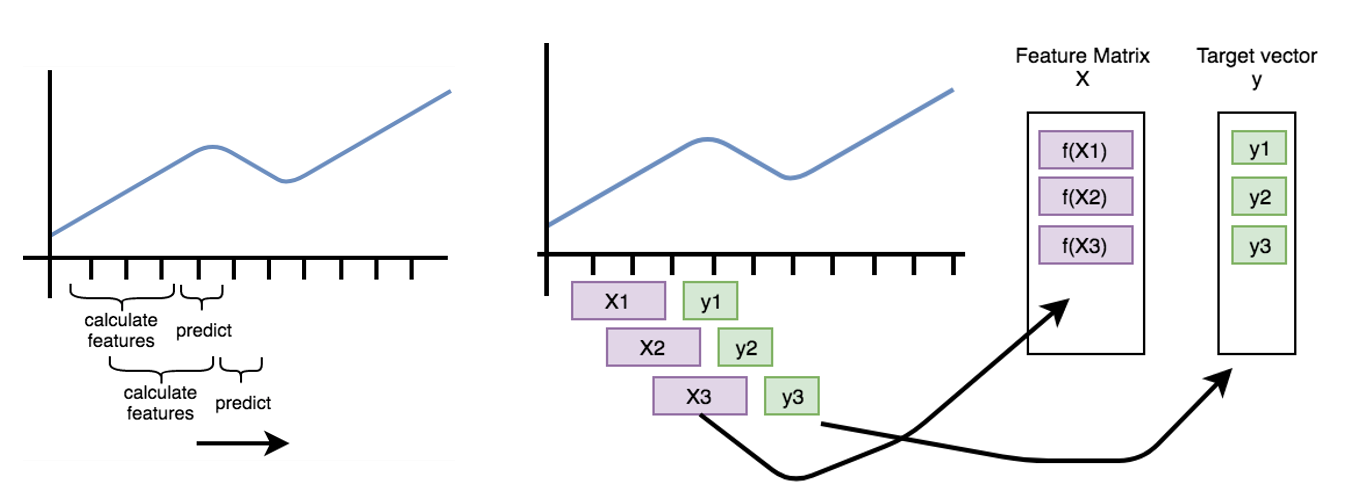 calculate
features
predict
calculate
features
predict
X1
y1
X2
y2
X3
y3
Feature Matrix
X
f(X1)
f(X2)
f(X3)
Target vector
y
y1
y2
y3